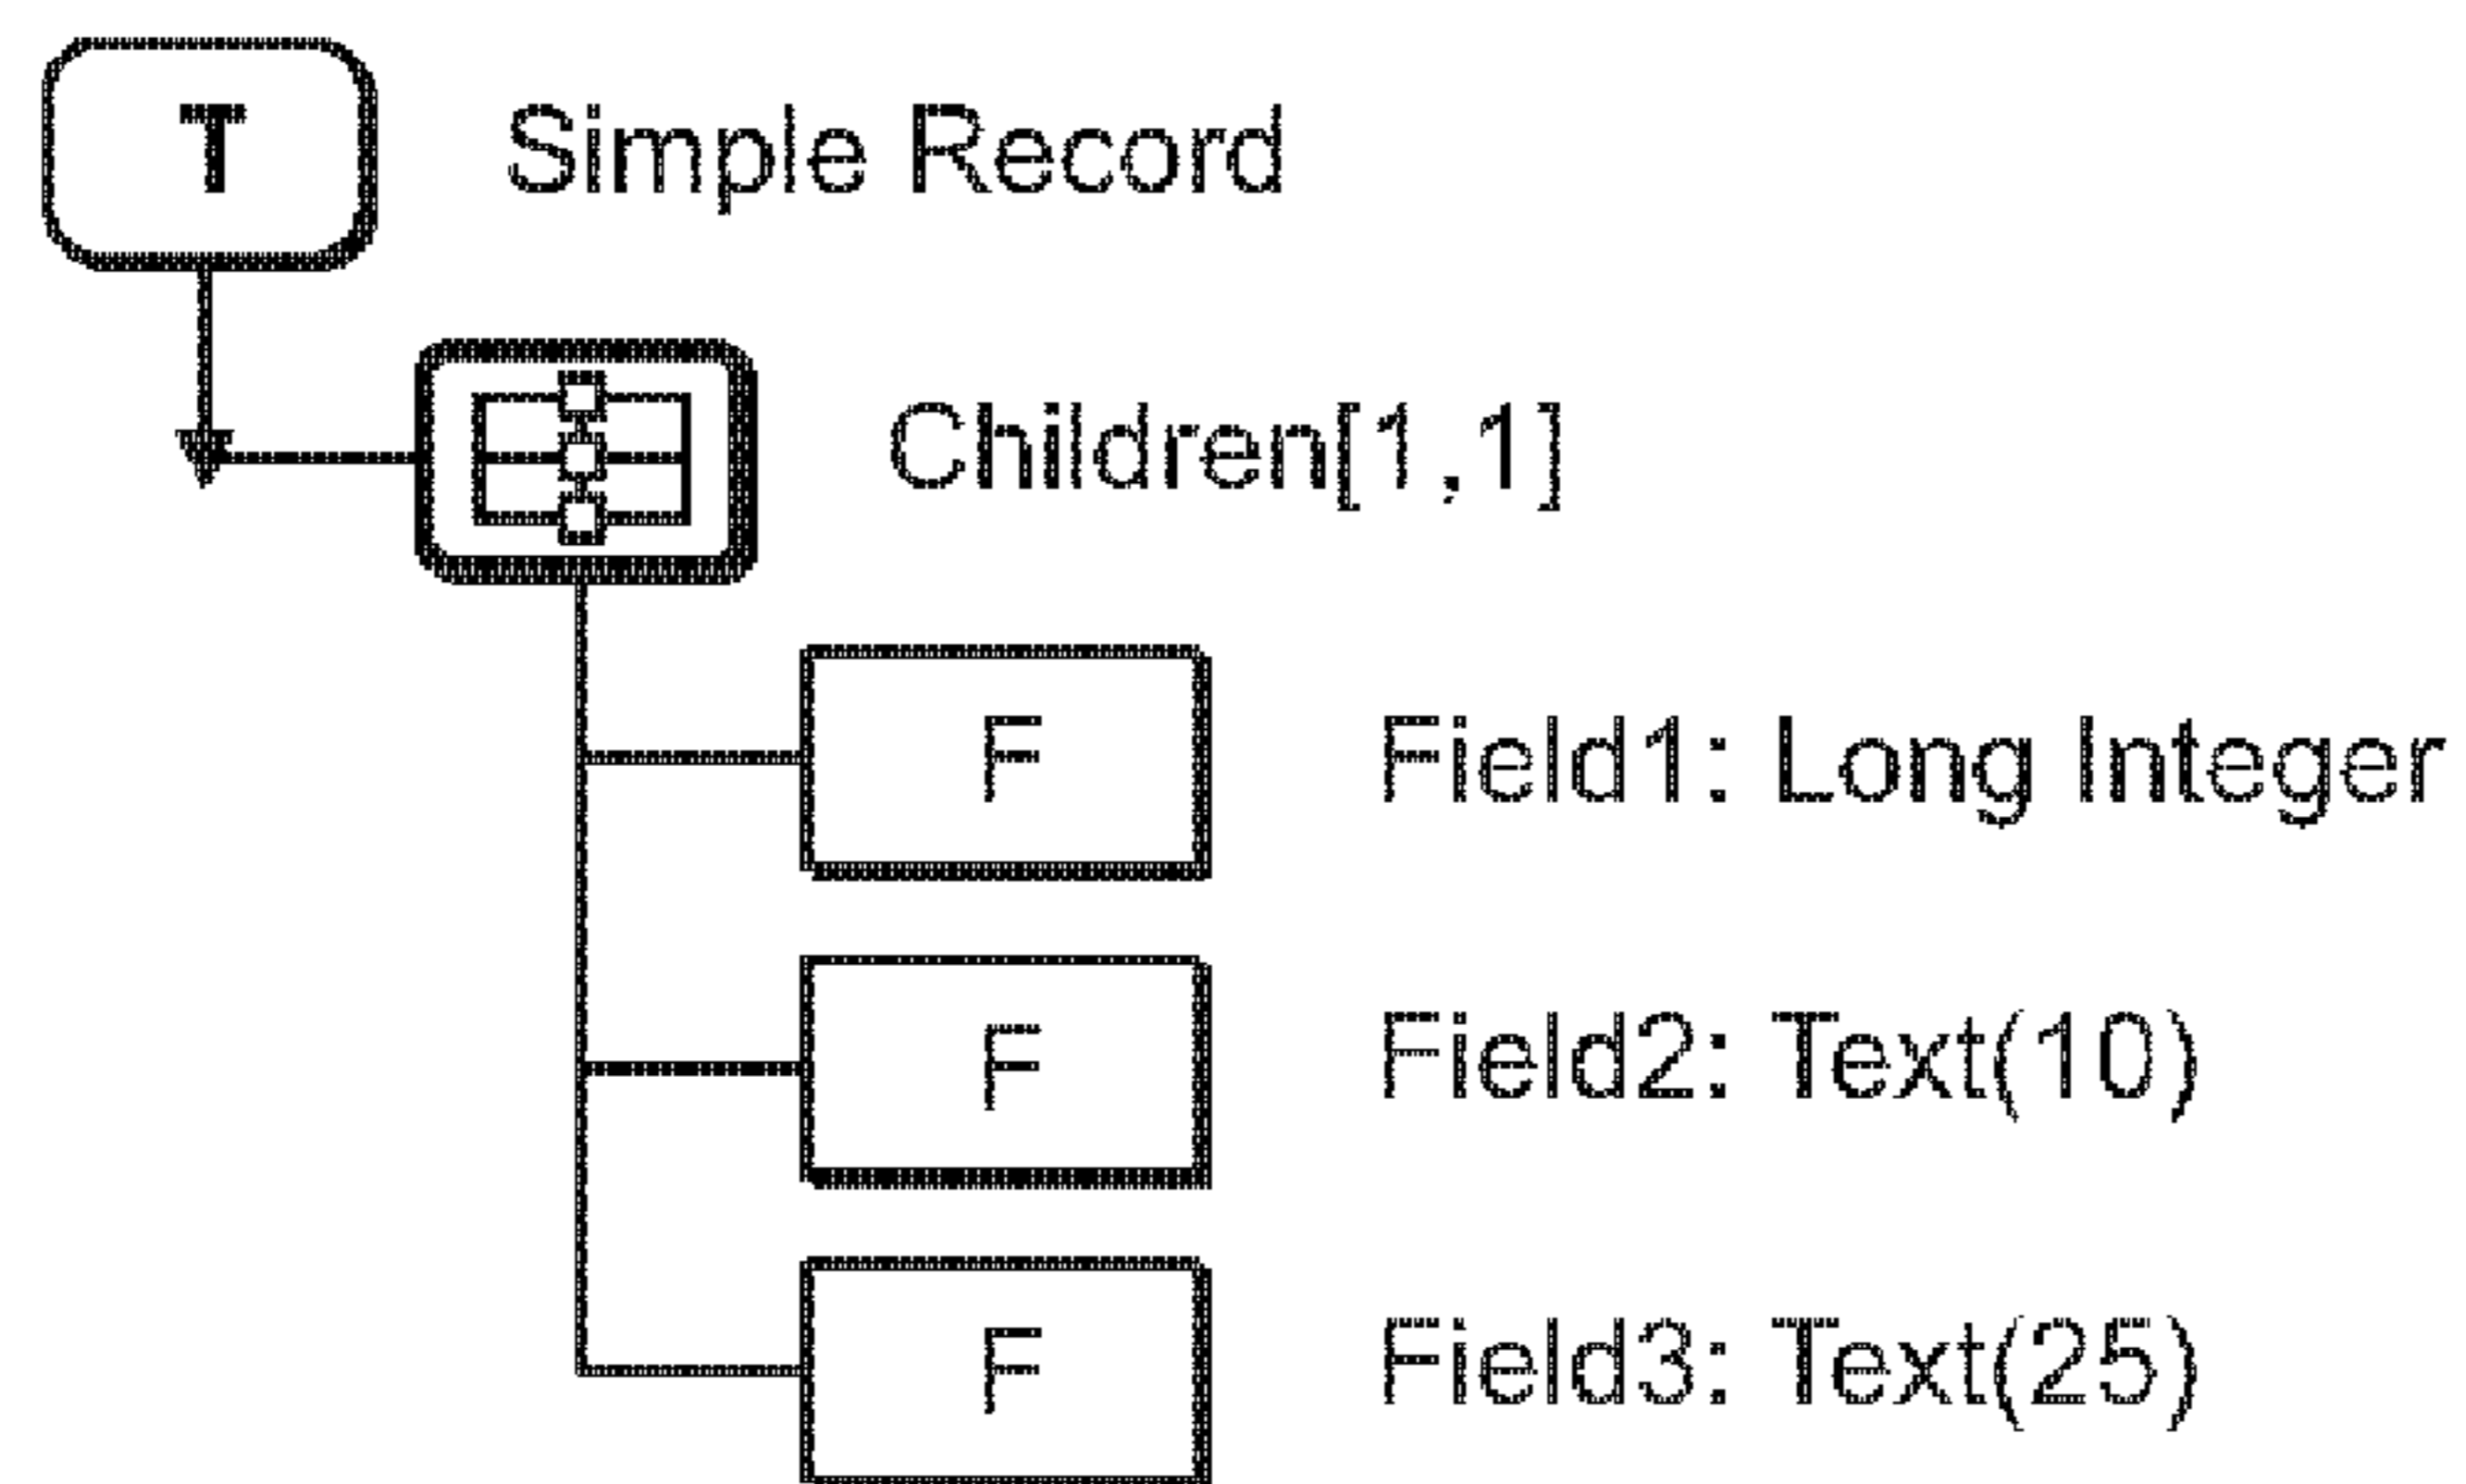 T Simple Record
Children[1,1]
F Field1: Long Integer
F Field2: Text(10)
F Field3: Text(25)